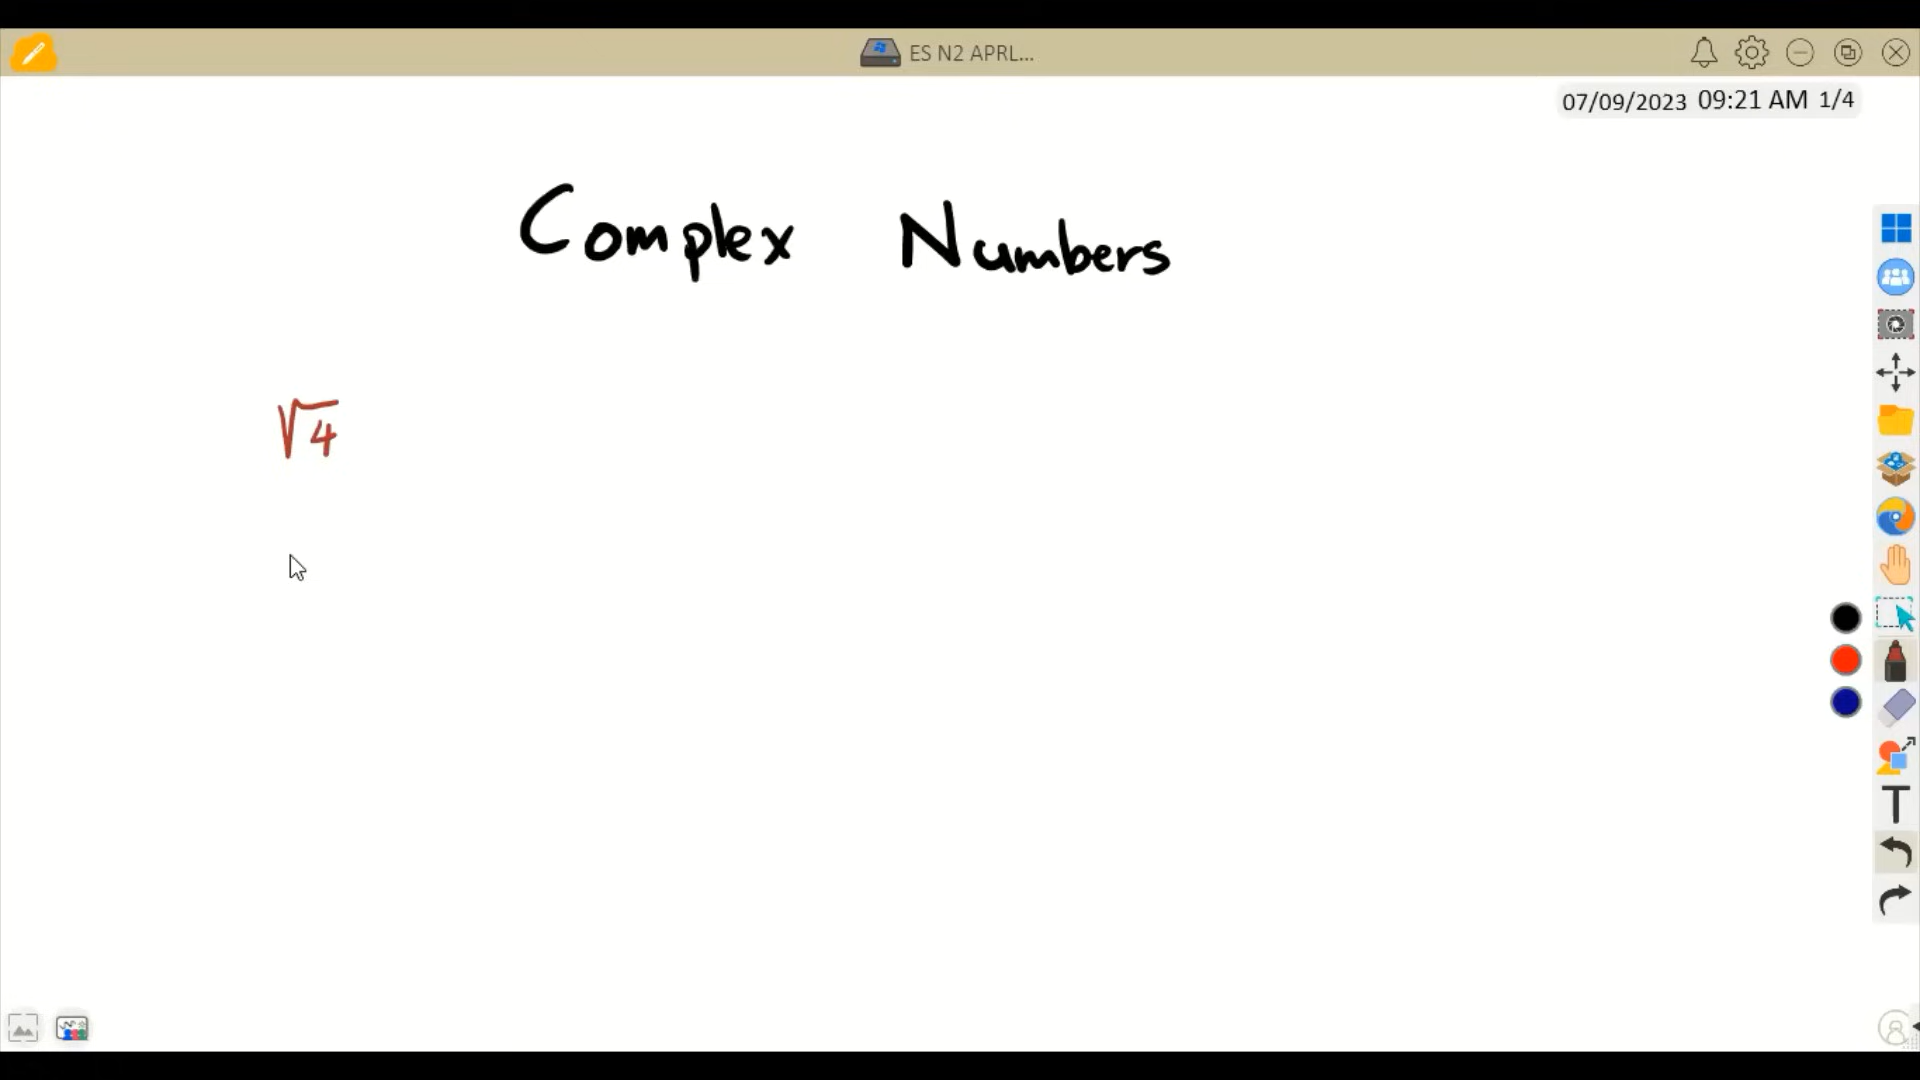 ES N2 APRL...
07/09/2023 09:21 AM 1/4
Complex Numbers
√4
T